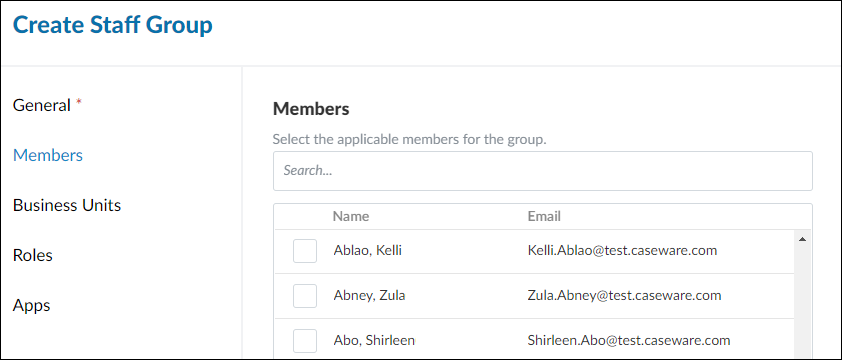 Create Staff Group
General *
Members
Business Units
Roles
Apps
Members
Select the applicable members for the group.
Search...
Name Email
Ablao, Kelli Kelli.Ablao@test.caseware.com
Abney, Zula Zula.Abney@test.caseware.com
Abo, Shirleen Shirleen.Abo@test.caseware.com